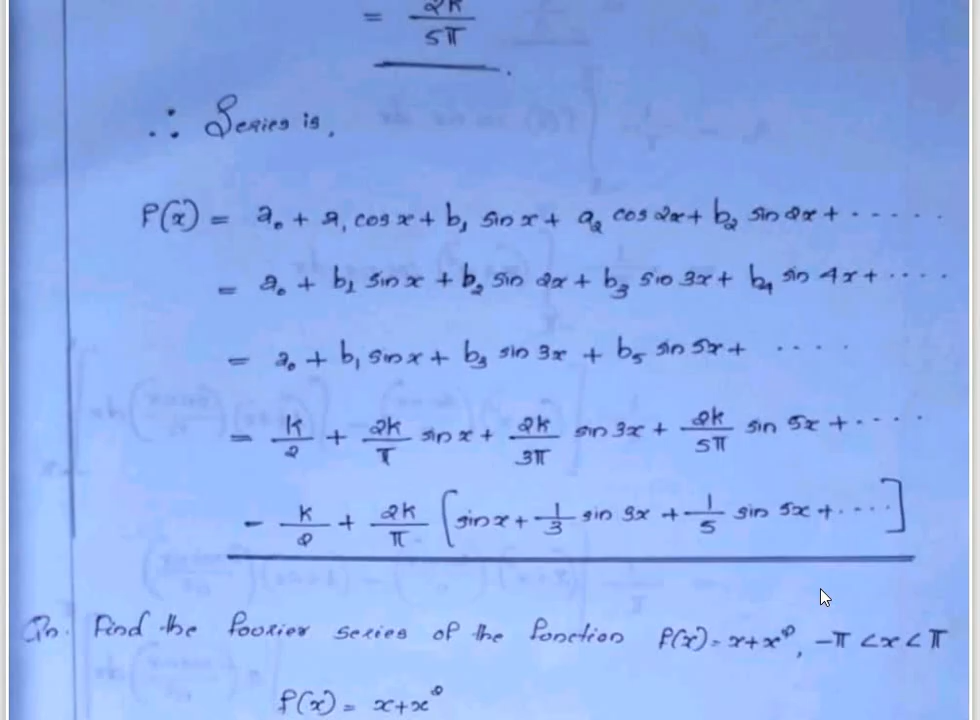 = 2k/5π
∴ Series is,
f(x) = a₀ + a₁ cos x + b₁ sin x + a₂ cos 2x + b₂ sin 2x + .....
= a₀ + b₁ sin x + b₂ sin 2x + b₃ sin 3x + b₄ sin 4x + ....
= a₀ + b₁ sin x + b₃ sin 3x + b₅ sin 5x + ....
= k/2 + 2k/π sin x + 2k/3π sin 3x + 2k/5π sin 5x + ....
= k/2 + 2k/π [sin x + 1/3 sin 3x + 1/5 sin 5x + ....]
Qn. Find the fourier series of the function f(x) = x+x², -π < x < π
f(x) = x+x²